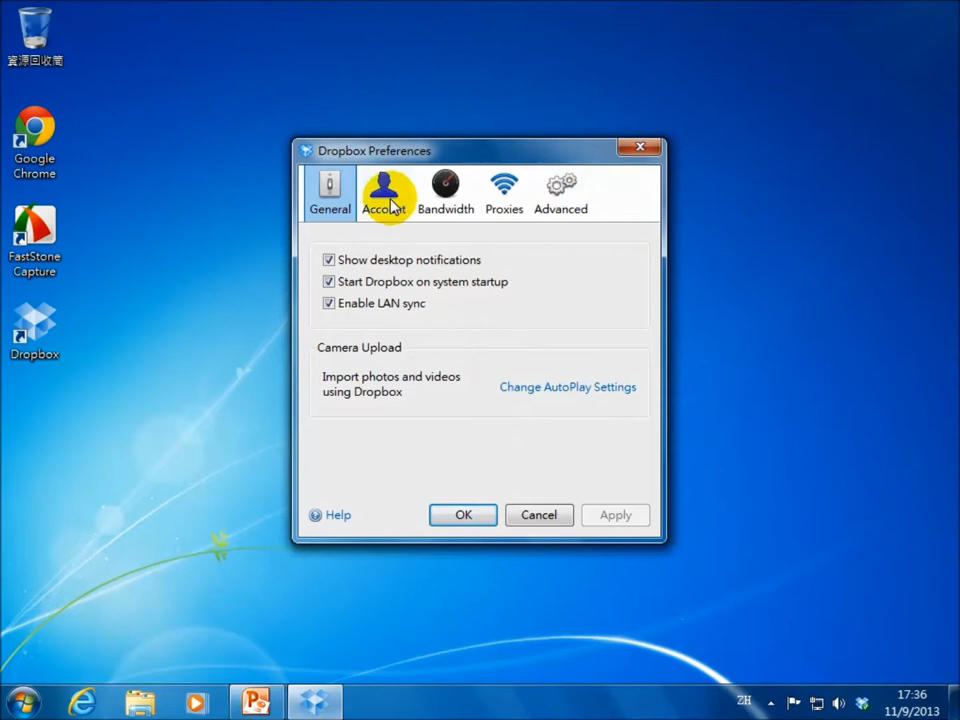 資源回收筒
Google
Chrome
FastStone
Capture
Dropbox
Dropbox Preferences
General
Account
Bandwidth
Proxies
Advanced
Show desktop notifications
Start Dropbox on system startup
Enable LAN sync
Camera Upload
Import photos and videos
using Dropbox
Change AutoPlay Settings
Help
OK
Cancel
Apply
ZH
17:36
11/9/2013